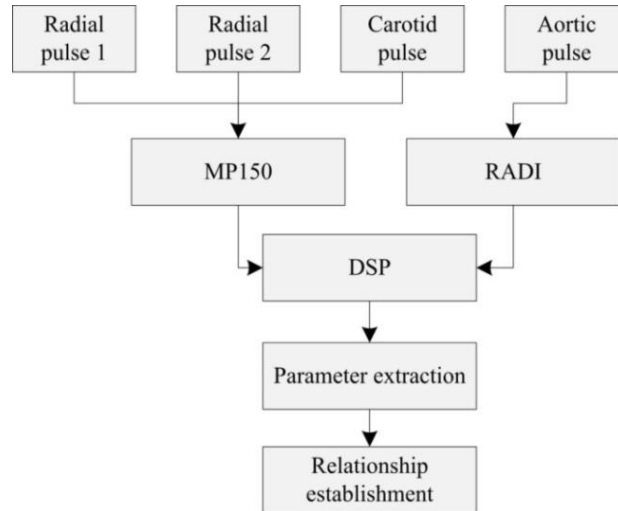 Radial
pulse 1
Radial
pulse 2
Carotid
pulse
Aortic
pulse
MP150
RADI
DSP
Parameter extraction
Relationship
establishment